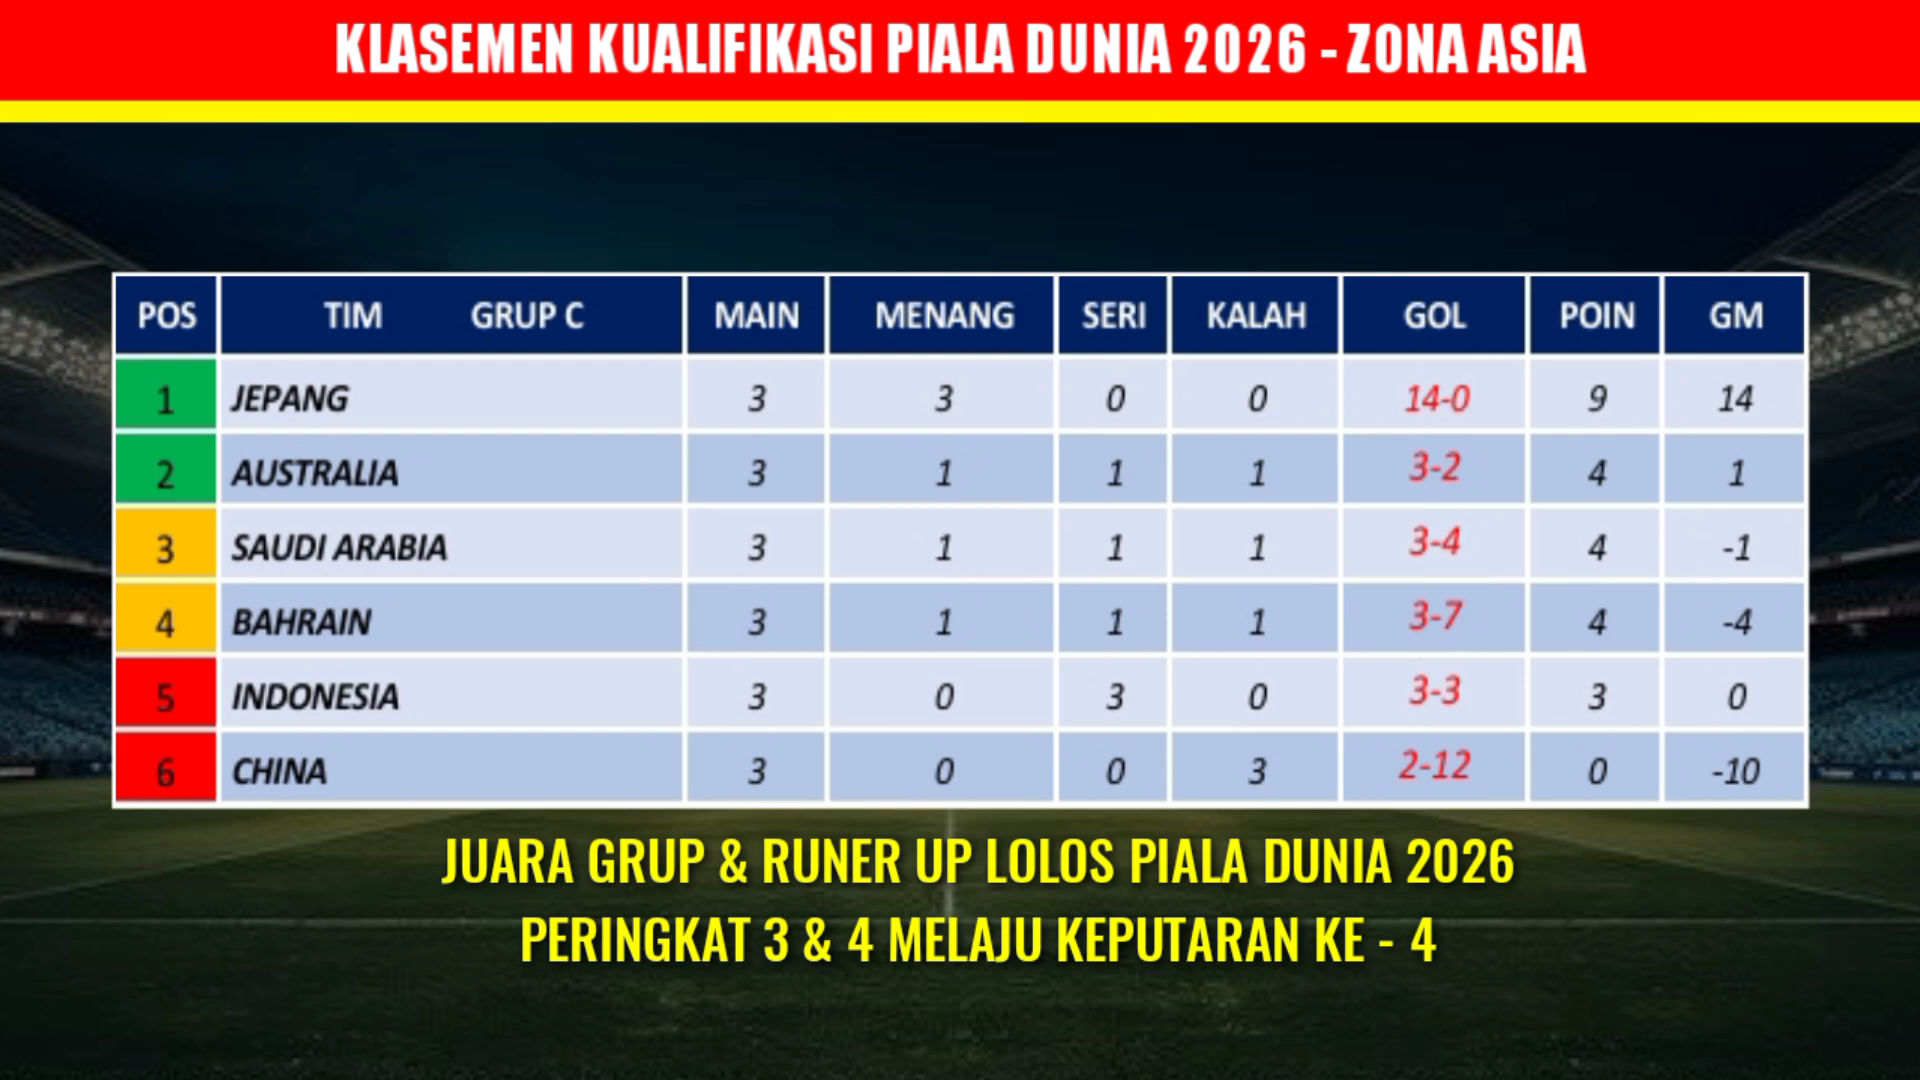 KLASEMEN KUALIFIKASI PIALA DUNIA 2026 - ZONA ASIA
POS TIM GRUP C MAIN MENANG SERI KALAH GOL POIN GM
1 JEPANG 3 3 0 0 14-0 9 14
2 AUSTRALIA 3 1 1 1 3-2 4 1
3 SAUDI ARABIA 3 1 1 1 3-4 4 -1
4 BAHRAIN 3 1 1 1 3-7 4 -4
5 INDONESIA 3 0 3 0 3-3 3 0
6 CHINA 3 0 0 3 2-12 0 -10
JUARA GRUP & RUNER UP LOLOS PIALA DUNIA 2026
PERINGKAT 3 & 4 MELAJU KEPUTARAN KE - 4